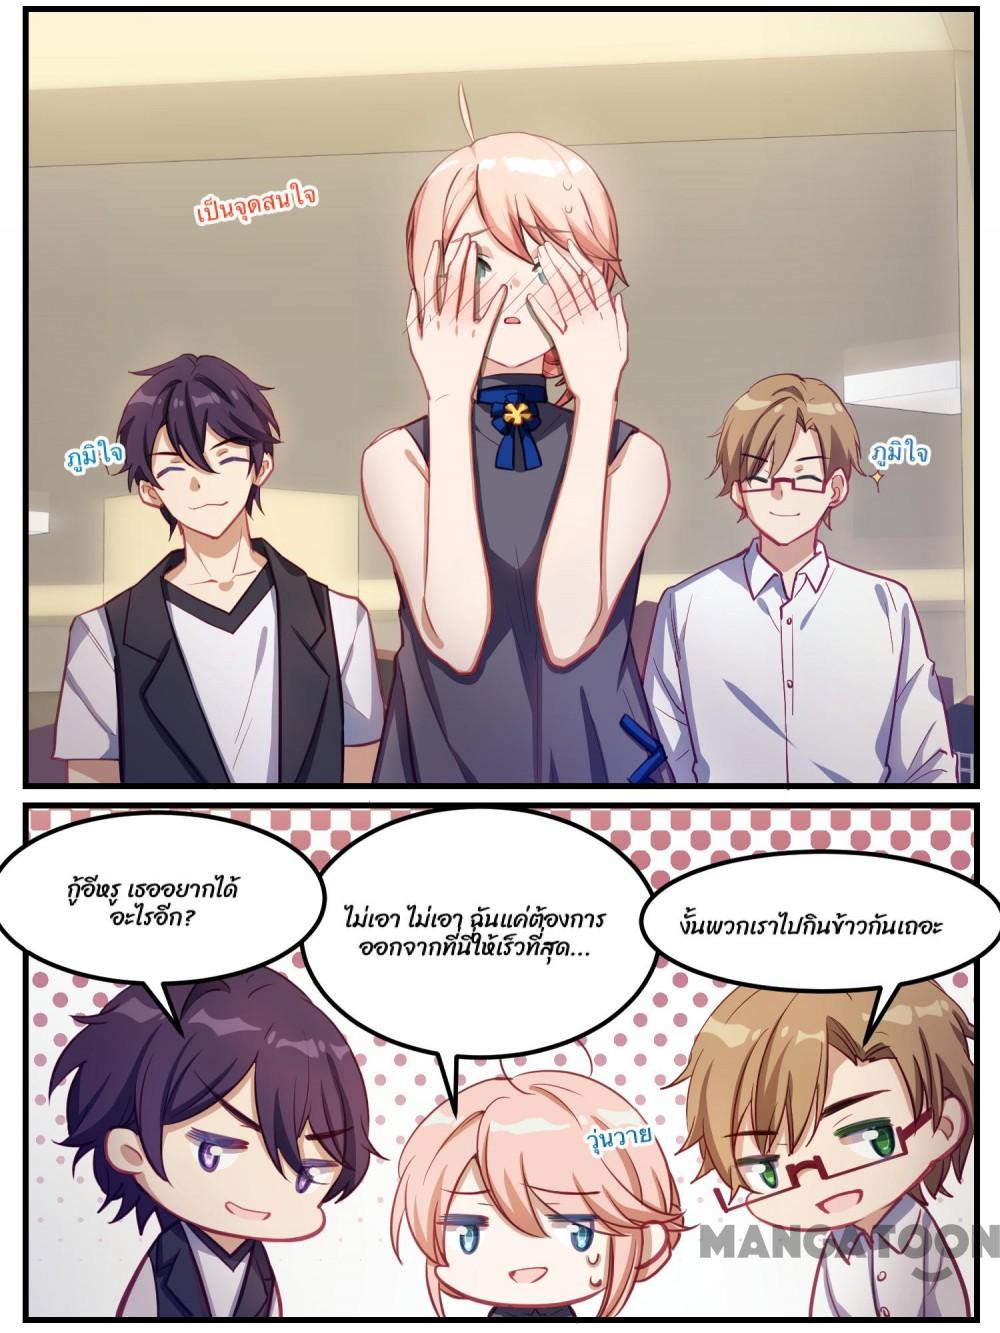 เป็นจุดสนใจ
ภูมิใจ
ภูมิใจ
กู้อีหรู เธออยากได้
อะไรอีก?
ไม่เอา ไม่เอา ฉันแค่ต้องการ
ออกจากที่นี่ให้เร็วที่สุด...
งั้นพวกเราไปกินข้าวกันเถอะ
วุ่นวาย
MANGATOON